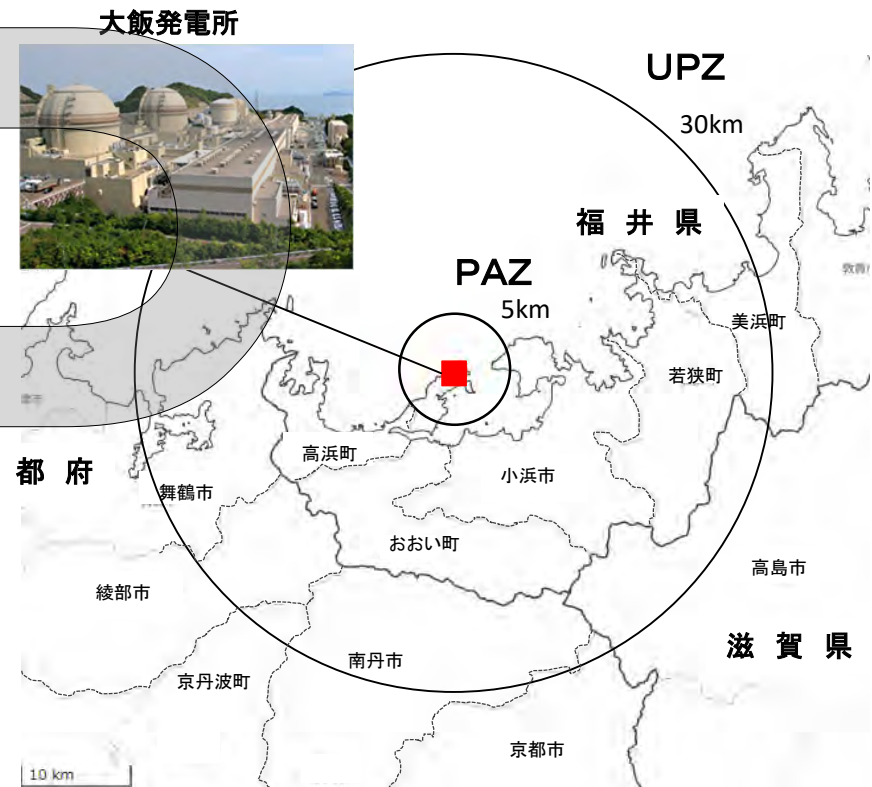 大飯発電所
UPZ
30km
福井県
PAZ
5km
美浜町
若狭町
高浜町
小浜市
都府
舞鶴市
おおい町
高島市
綾部市
滋賀県
南丹市
京丹波町
京都市
10 km